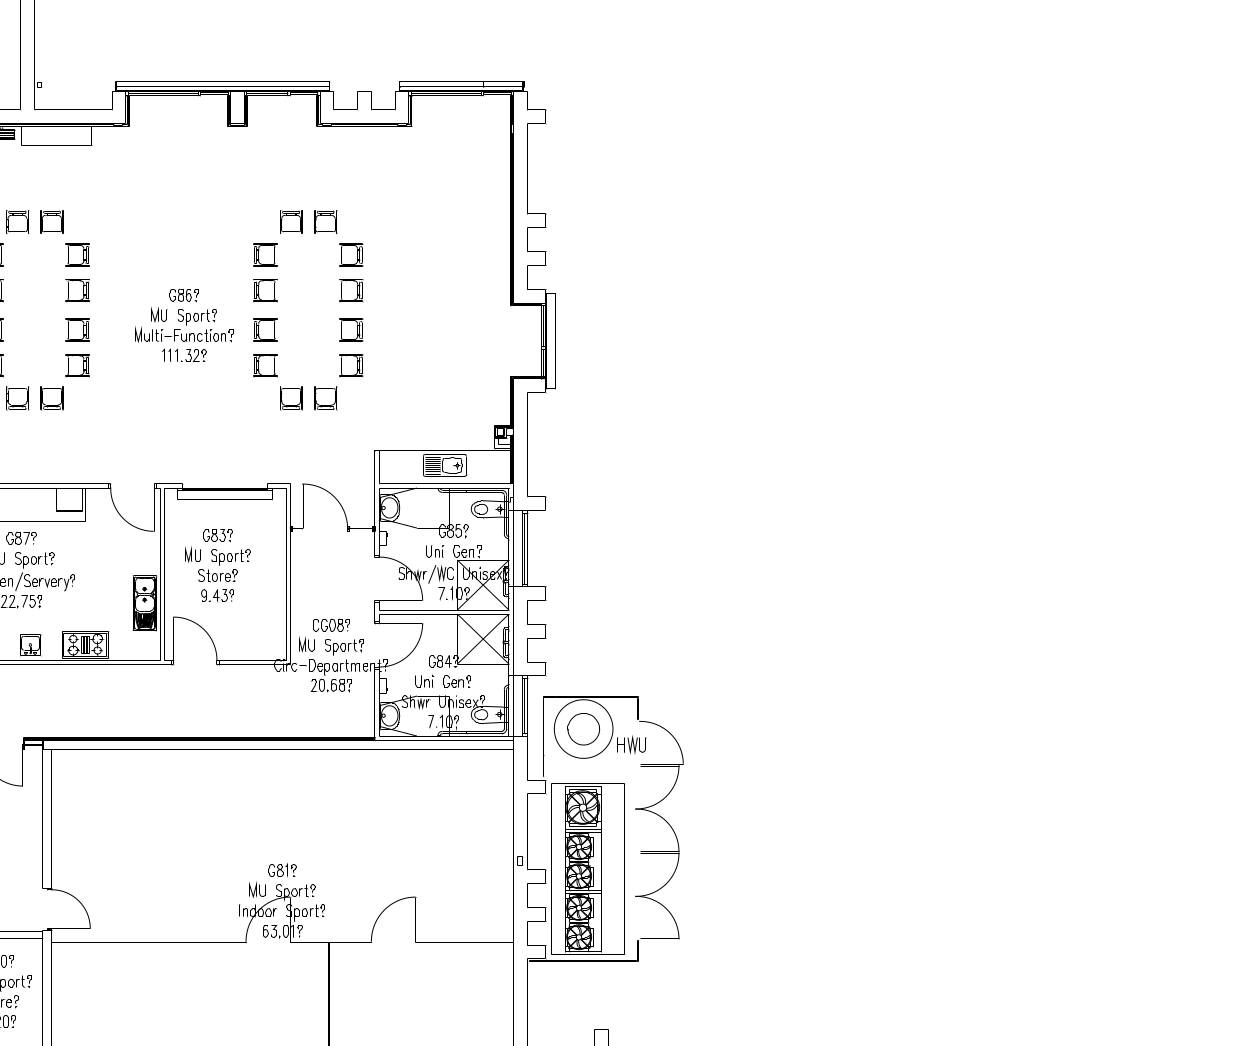 G86?
MU Sport?
Multi-Function?
111.32?
G87?
U Sport?
en/Servery?
22,75?
G83?
MU Sport?
Store?
9.43?
G85?
Uni Gen?
Shwr/WC Unisex?
7.10?
CG08?
MU Sport?
Circ-Department?
20.68?
G84?
Uni Gen?
Shwr Unisex?
7.10?
HWU
G81?
MU Sport?
Indoor Sport?
63,01?
0?
port?
re?
20?